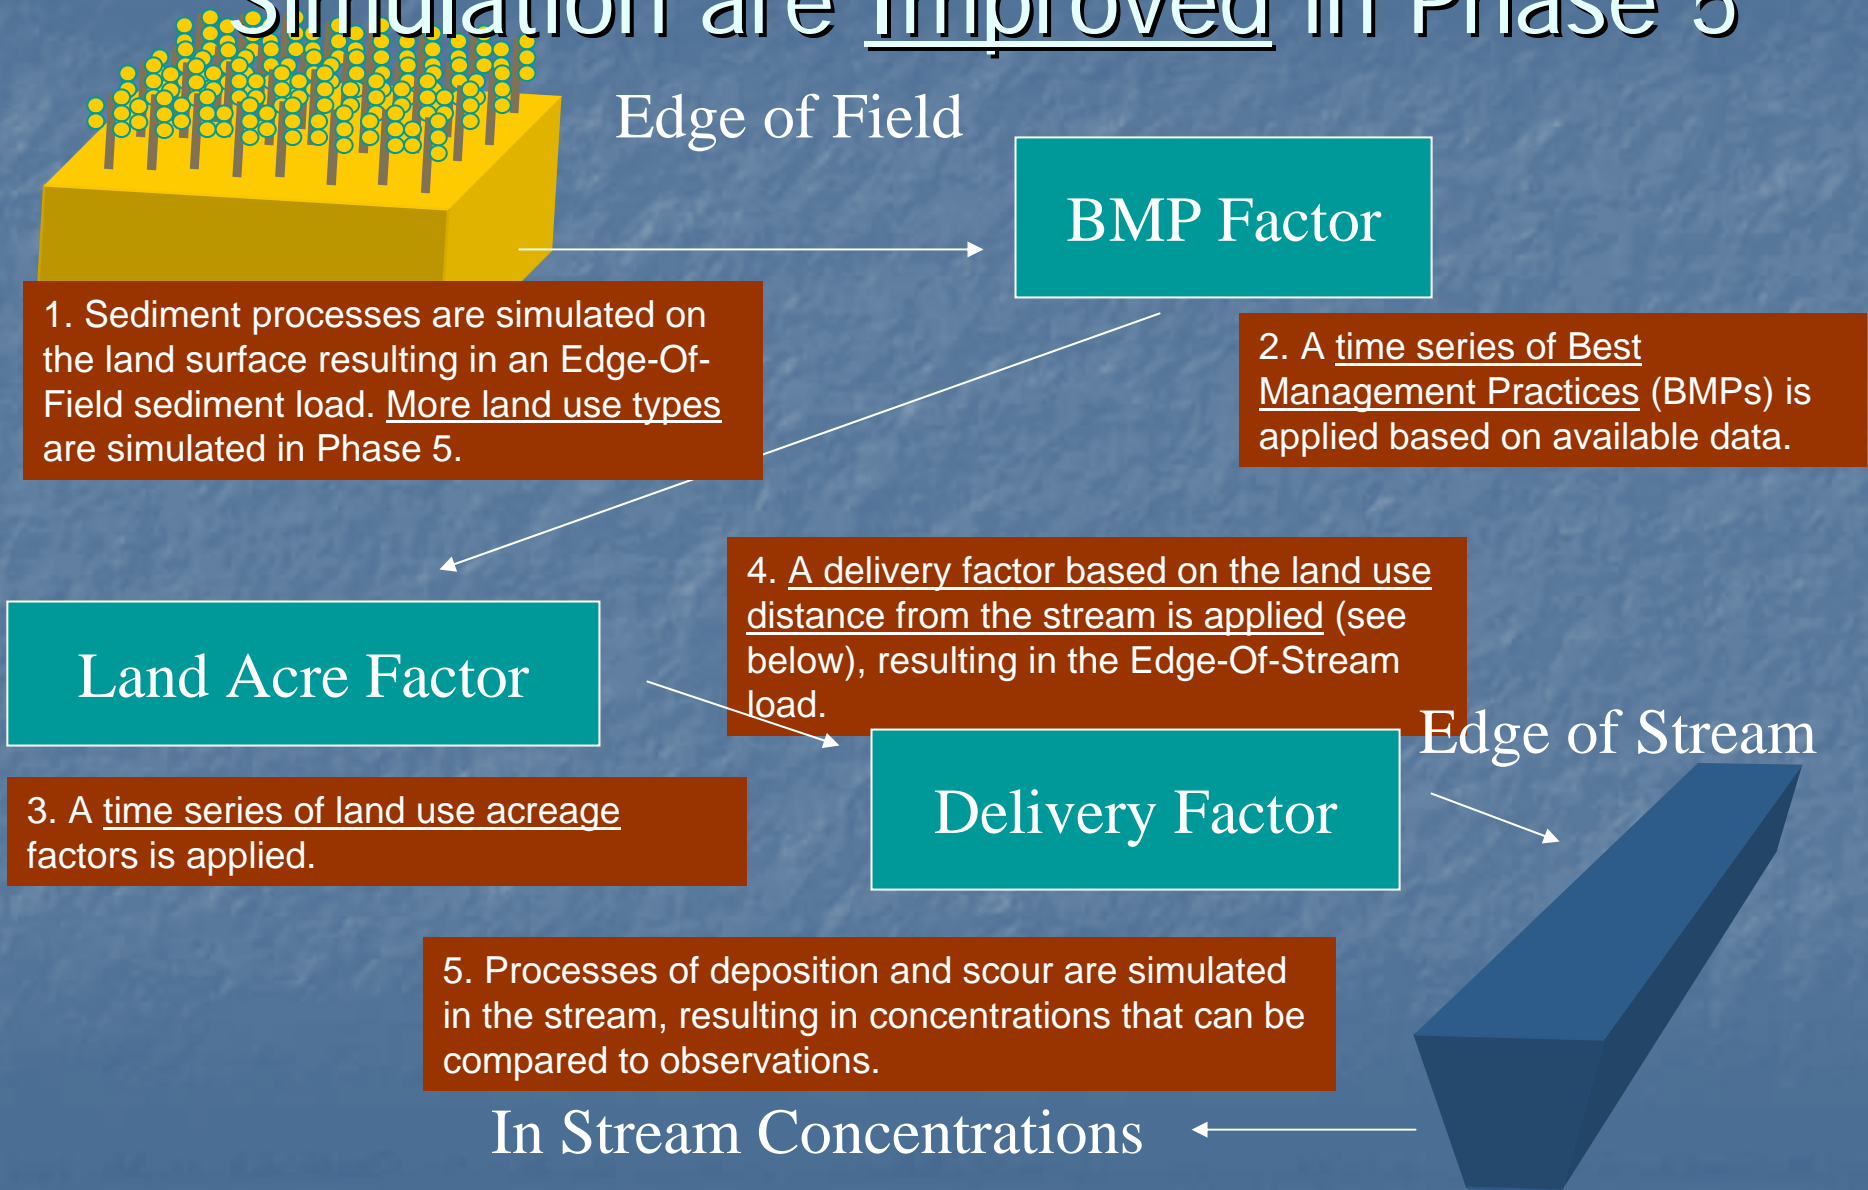 Simulation are Improved in Phase 5
Edge of Field
BMP Factor
1. Sediment processes are simulated on
the land surface resulting in an Edge-Of-
Field sediment load. More land use types
are simulated in Phase 5.
2. A time series of Best
Management Practices (BMPs) is
applied based on available data.
Land Acre Factor
3. A time series of land use acreage
factors is applied.
4. A delivery factor based on the land use
distance from the stream is applied (see
below), resulting in the Edge-Of-Stream
load.
Delivery Factor
Edge of Stream
5. Processes of deposition and scour are simulated
in the stream, resulting in concentrations that can be
compared to observations.
In Stream Concentrations